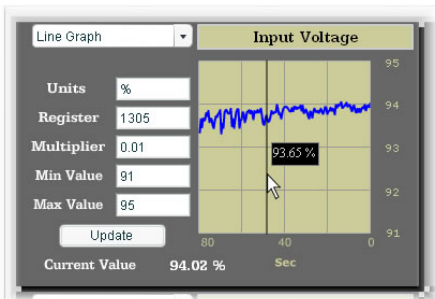 Line Graph
Input Voltage
Units %
Register 1305
Multiplier 0.01
Min Value 91
Max Value 95
Update
Current Value 94.02 %
95
94
93
92
91
93.65 %
80 40 0
Sec